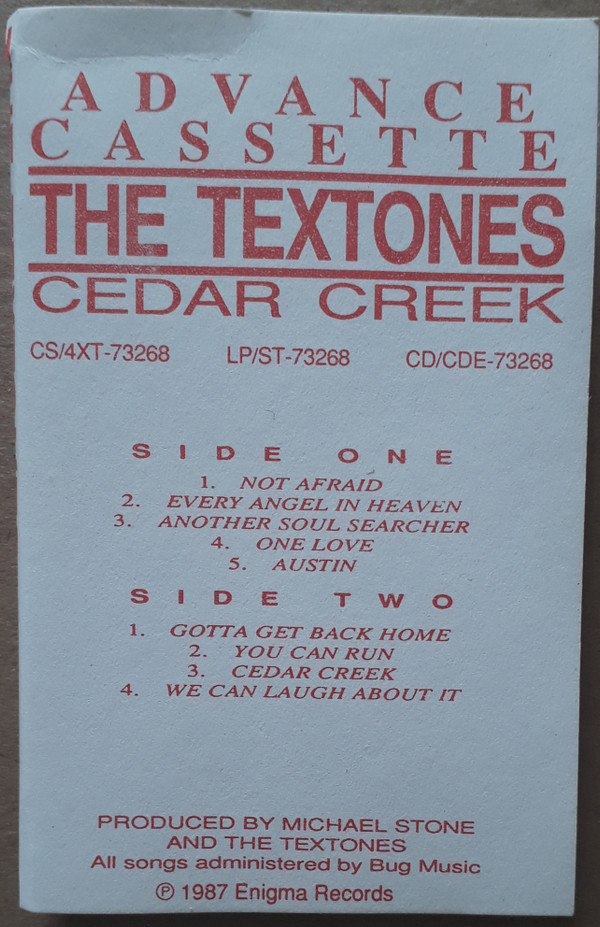 ADVANCE
CASSETTE
THE TEXTONES
CEDAR CREEK
CS/4XT-73268 LP/ST-73268 CD/CDE-73268
SIDE ONE
1. NOT AFRAID
2. EVERY ANGEL IN HEAVEN
3. ANOTHER SOUL SEARCHER
4. ONE LOVE
5. AUSTIN
SIDE TWO
1. GOTTA GET BACK HOME
2. YOU CAN RUN
3. CEDAR CREEK
4. WE CAN LAUGH ABOUT IT
PRODUCED BY MICHAEL STONE
AND THE TEXTONES
All songs administered by Bug Music
℗ 1987 Enigma Records